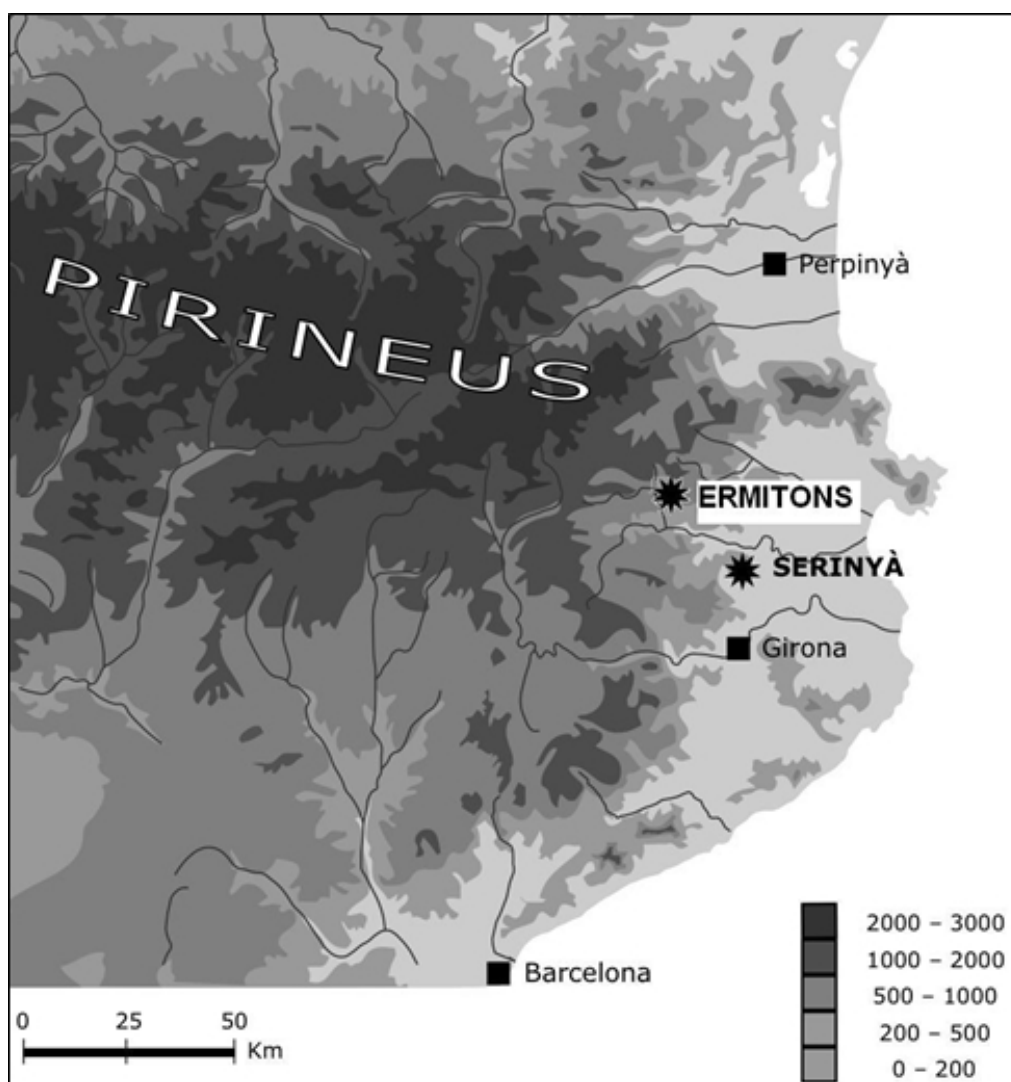 PIRINEUS
Perpinyà
ERMITONS
SERINYÀ
Girona
Barcelona
0 25 50
Km
2000 – 3000
1000 – 2000
500 – 1000
200 – 500
0 – 200